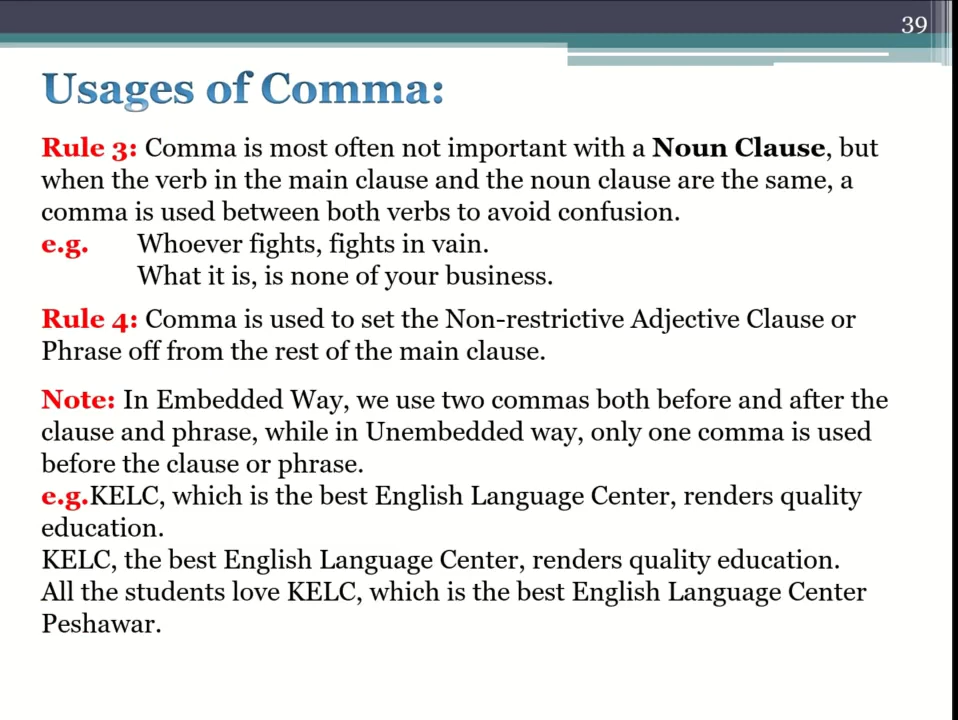 39
Usages of Comma:
Rule 3: Comma is most often not important with a Noun Clause, but
when the verb in the main clause and the noun clause are the same, a
comma is used between both verbs to avoid confusion.
e.g. Whoever fights, fights in vain.
What it is, is none of your business.
Rule 4: Comma is used to set the Non-restrictive Adjective Clause or
Phrase off from the rest of the main clause.
Note: In Embedded Way, we use two commas both before and after the
clause and phrase, while in Unembedded way, only one comma is used
before the clause or phrase.
e.g.KELC, which is the best English Language Center, renders quality
education.
KELC, the best English Language Center, renders quality education.
All the students love KELC, which is the best English Language Center
Peshawar.